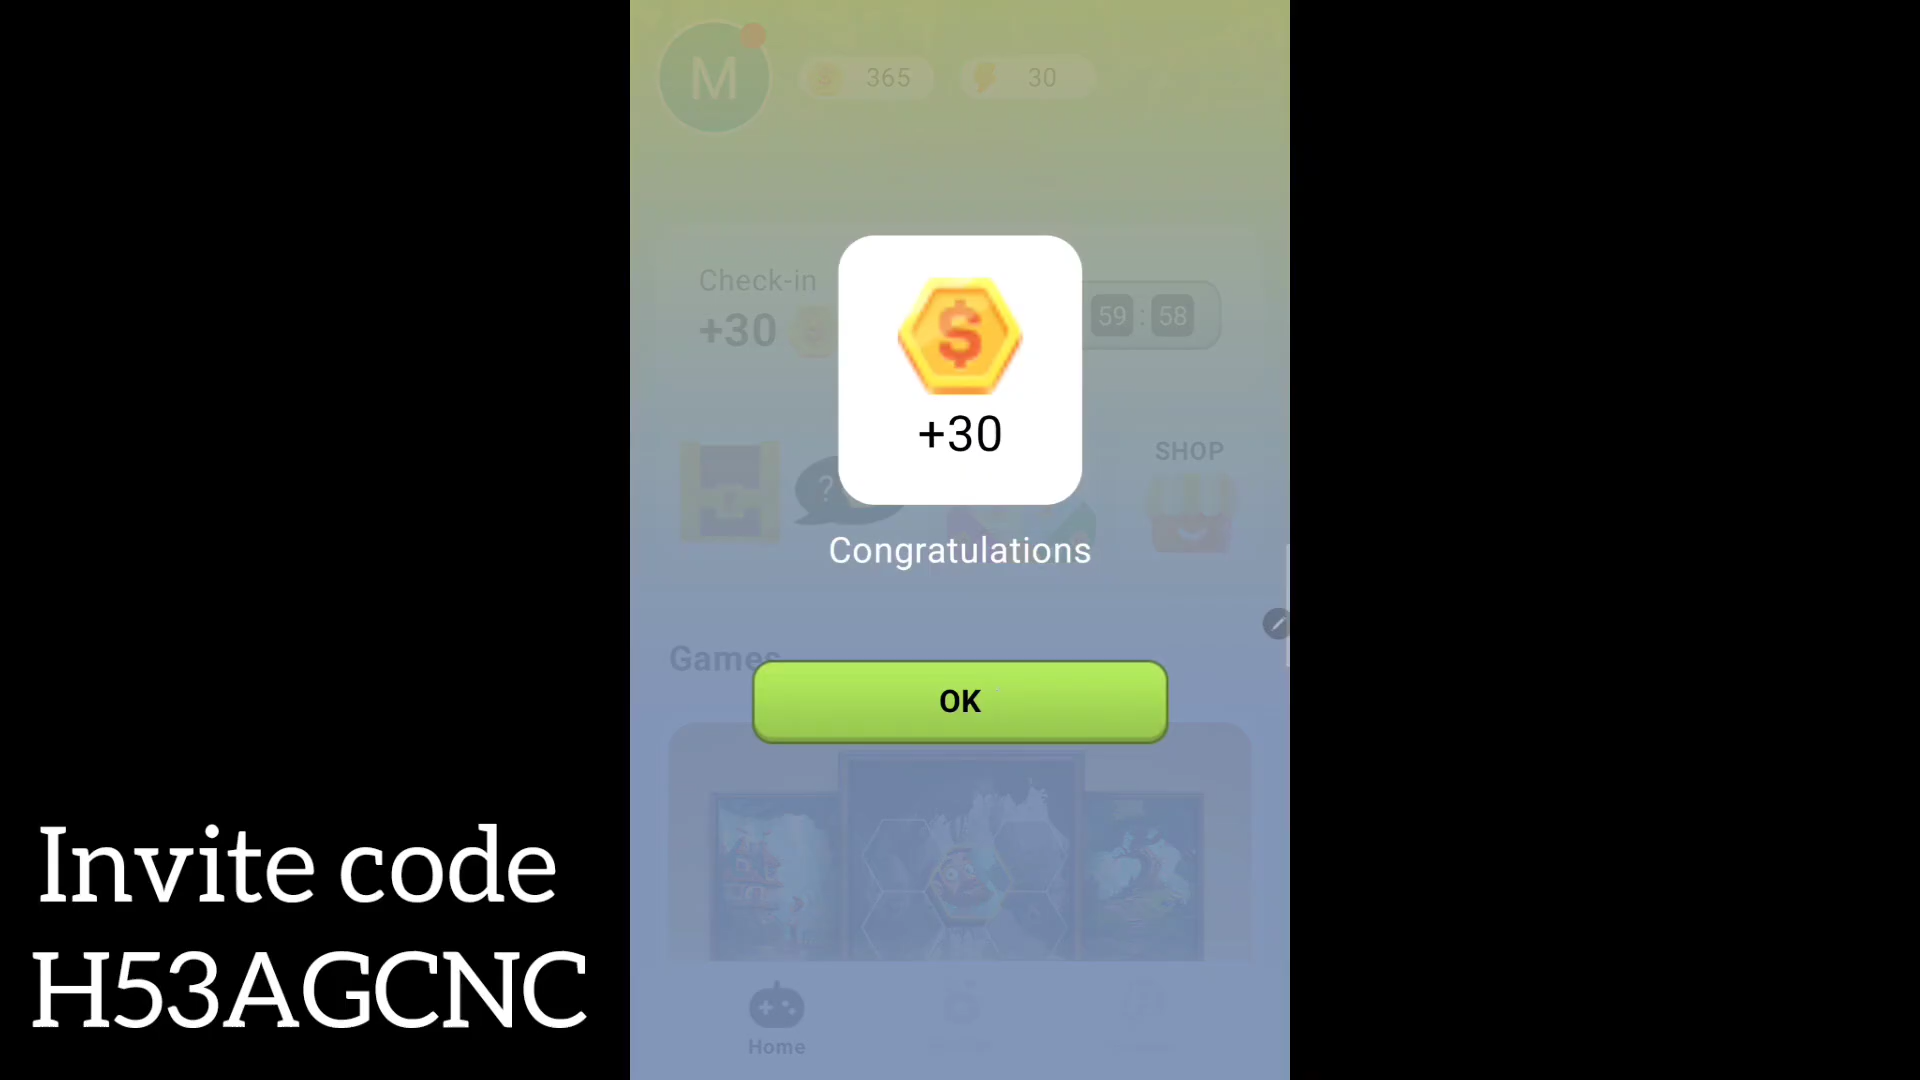 M
365
30
Check-in
+30
59 : 58
$
+30
?
SHOP
Congratulations
Games
OK
Home
Invite code
H53AGCNC